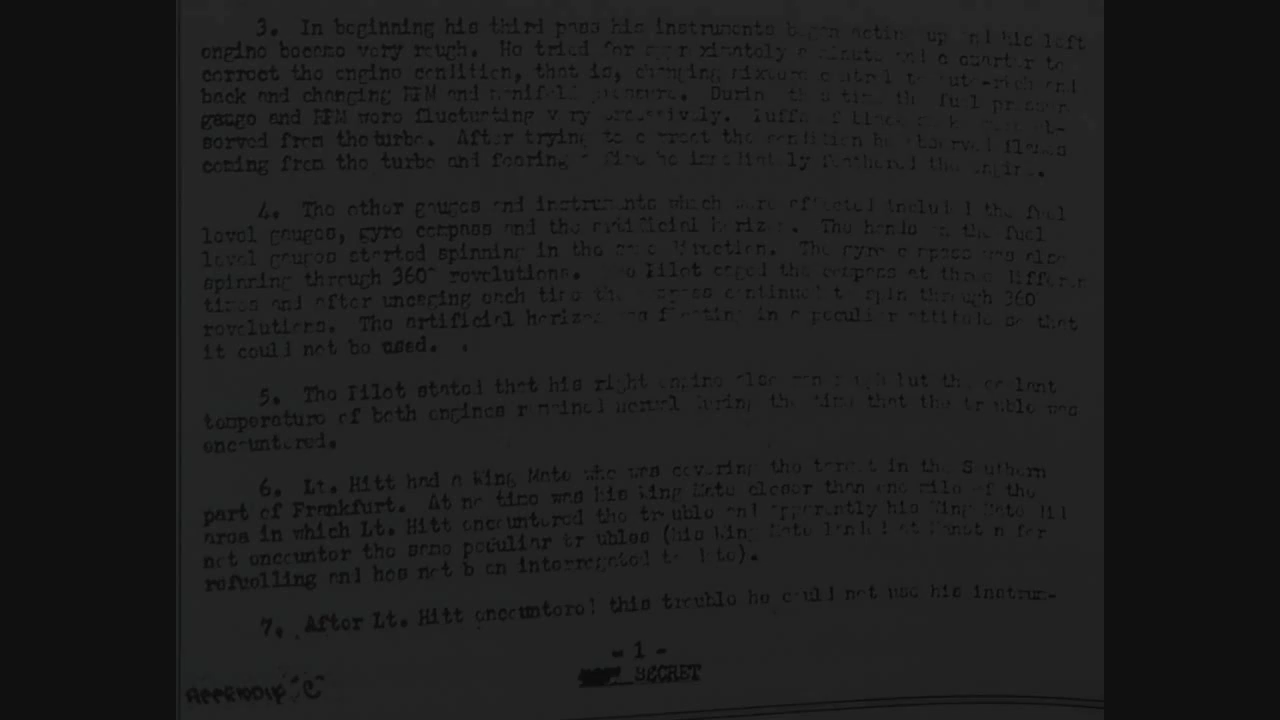 3. In beginning his third pass his instruments began acting up and his left
engine became very rough. He tried for approximately a minute and a quarter to
correct the engine condition, that is, changing mixture control to auto-rich and
back and changing RPM and manifold pressure. During this time the fuel pressure
gauge and RPM were fluctuating very excessively. Puffs of black smoke were ob-
served from the turbo. After trying to correct the condition he observed flames
coming from the turbo and fearing a fire he immediately feathered the engine.
4. The other gauges and instruments which were affected included the fuel
level gauges, gyro compass and the artificial horizon. The hands on the fuel
level gauges started spinning in the same direction. The gyro compass was also
spinning through 360° revolutions. The Pilot caged the compass at three different
times and after uncaging each time the compass continued to spin through 360
revolutions. The artificial horizon was floating in a peculiar attitude so that
it could not be used.
5. The Pilot stated that his right engine also ran rough but the coolant
temperature of both engines remained normal during the time that the trouble was
encountered.
6. Lt. Hitt had a Wing Mate who was covering the target in the Southern
part of Frankfurt. At no time was his Wing Mate closer than one mile of the
area in which Lt. Hitt encountered the trouble and apparently his Wing Mate did
not encounter the same peculiar troubles (his Wing Mate landed at Manston for
refuelling and has not been interrogated to date).
7. After Lt. Hitt encountered this trouble he could not use his instru-
- 1 -
SECRET
APPENDIX "C"